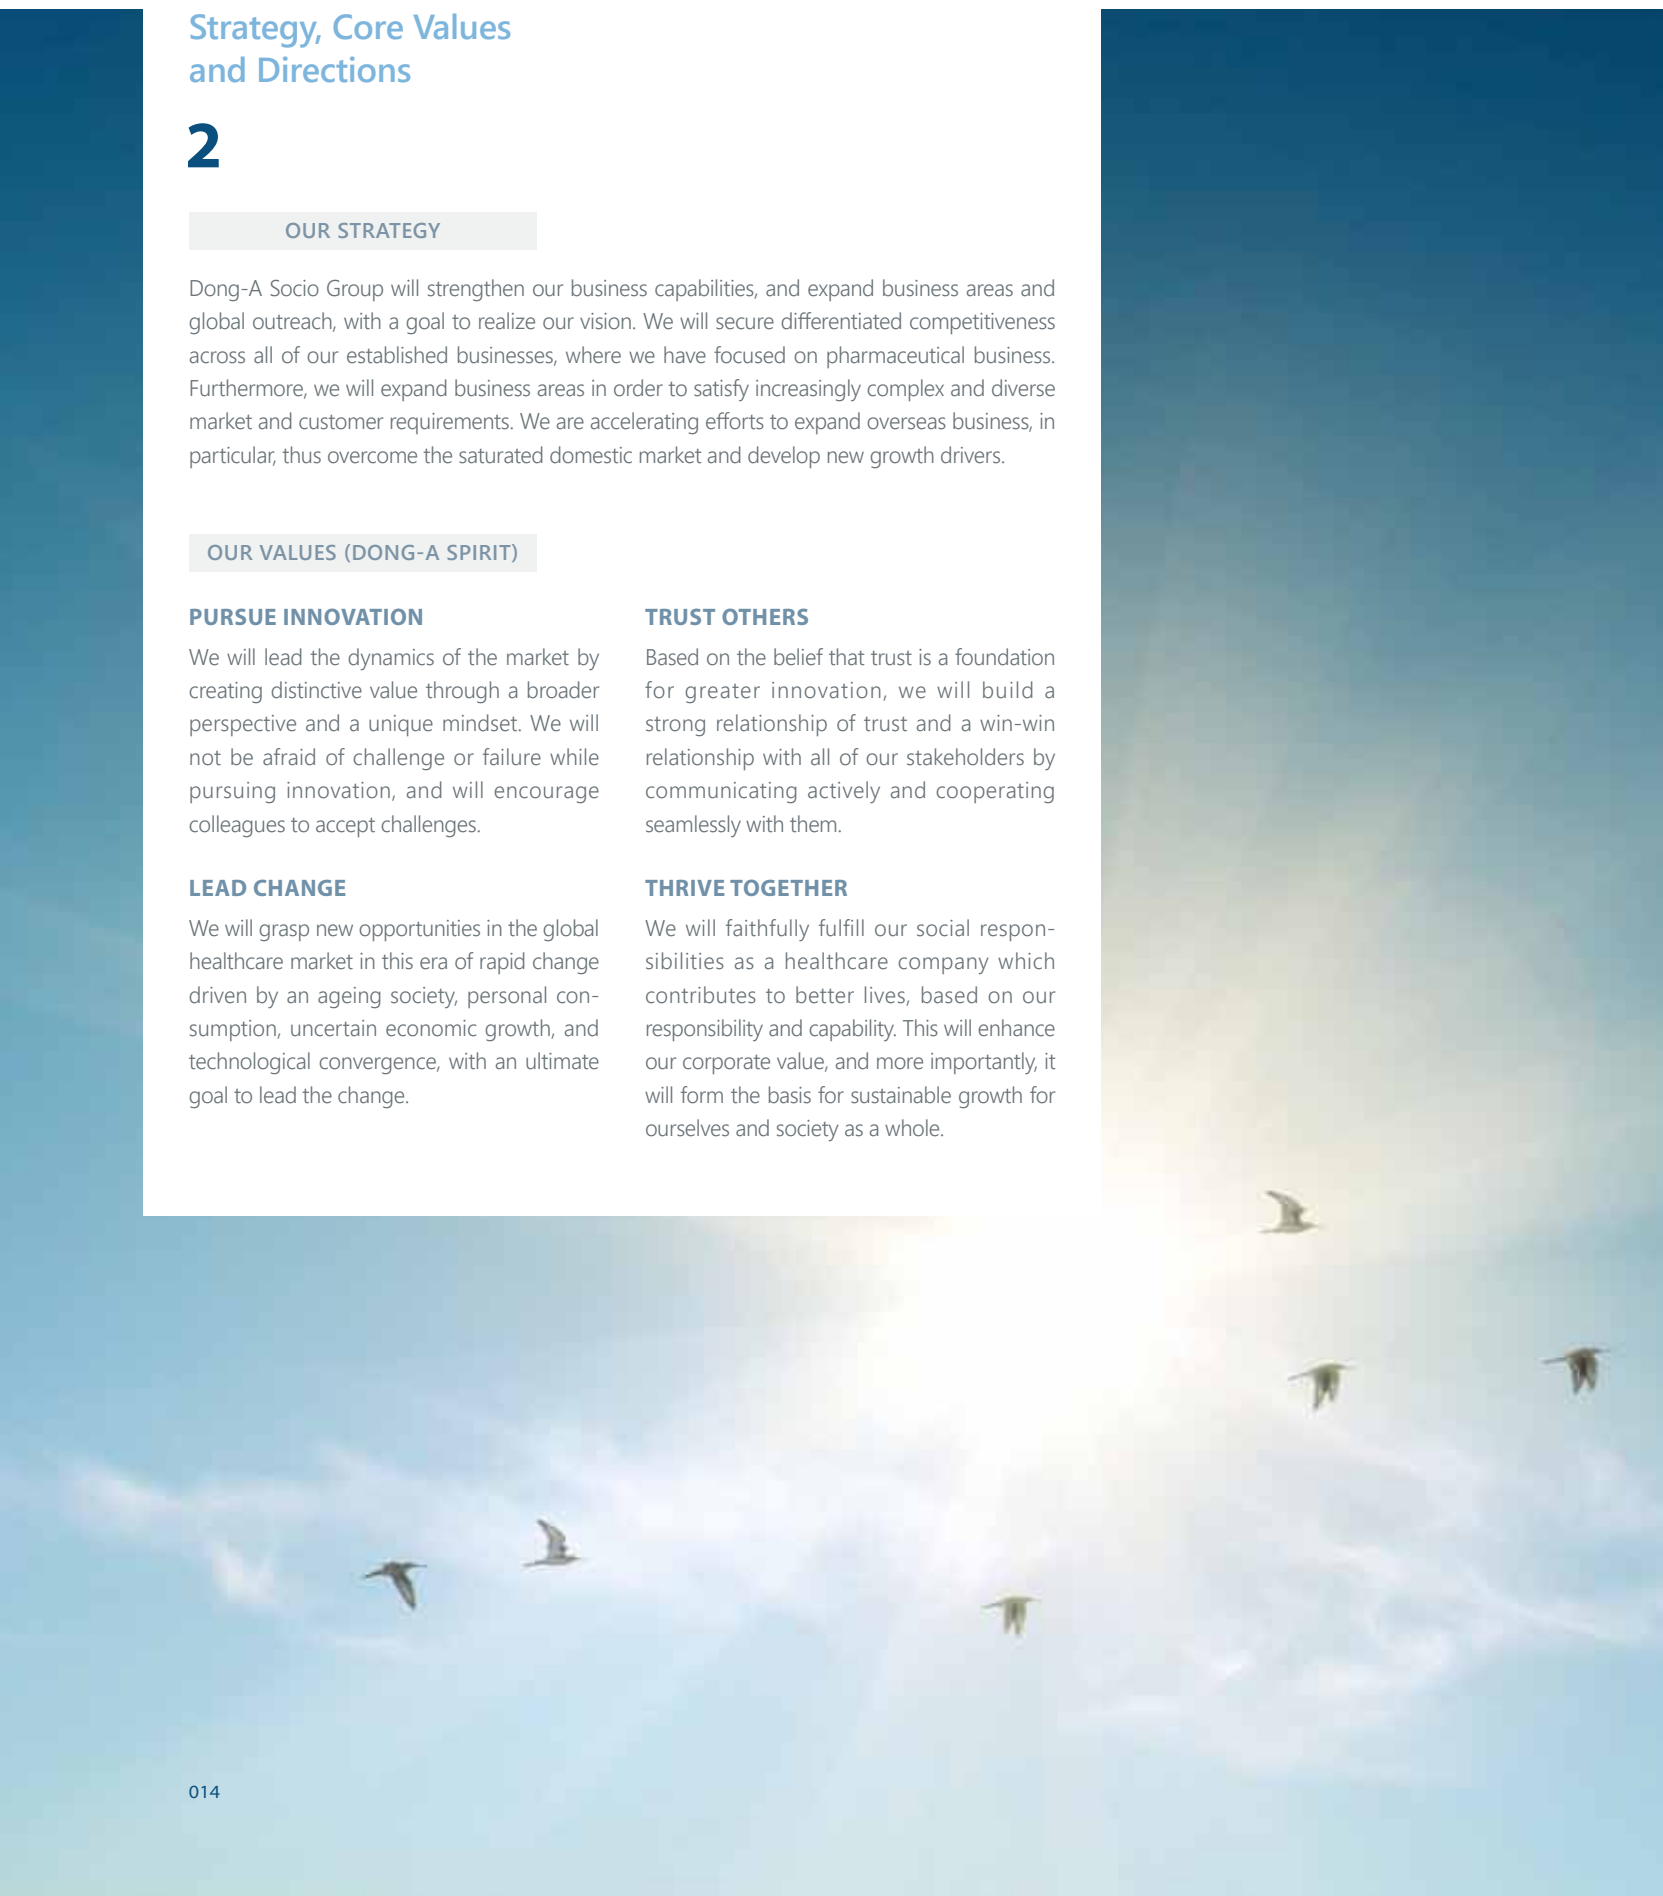 Strategy, Core Values
and Directions
2
OUR STRATEGY
Dong-A Socio Group will strengthen our business capabilities, and expand business areas and
global outreach, with a goal to realize our vision. We will secure differentiated competitiveness
across all of our established businesses, where we have focused on pharmaceutical business.
Furthermore, we will expand business areas in order to satisfy increasingly complex and diverse
market and customer requirements. We are accelerating efforts to expand overseas business, in
particular, thus overcome the saturated domestic market and develop new growth drivers.
OUR VALUES (DONG-A SPIRIT)
PURSUE INNOVATION
We will lead the dynamics of the market by
creating distinctive value through a broader
perspective and a unique mindset. We will
not be afraid of challenge or failure while
pursuing innovation, and will encourage
colleagues to accept challenges.
LEAD CHANGE
We will grasp new opportunities in the global
healthcare market in this era of rapid change
driven by an ageing society, personal con-
sumption, uncertain economic growth, and
technological convergence, with an ultimate
goal to lead the change.
TRUST OTHERS
Based on the belief that trust is a foundation
for greater innovation, we will build a
strong relationship of trust and a win-win
relationship with all of our stakeholders by
communicating actively and cooperating
seamlessly with them.
THRIVE TOGETHER
We will faithfully fulfill our social respon-
sibilities as a healthcare company which
contributes to better lives, based on our
responsibility and capability. This will enhance
our corporate value, and more importantly, it
will form the basis for sustainable growth for
ourselves and society as a whole.
014